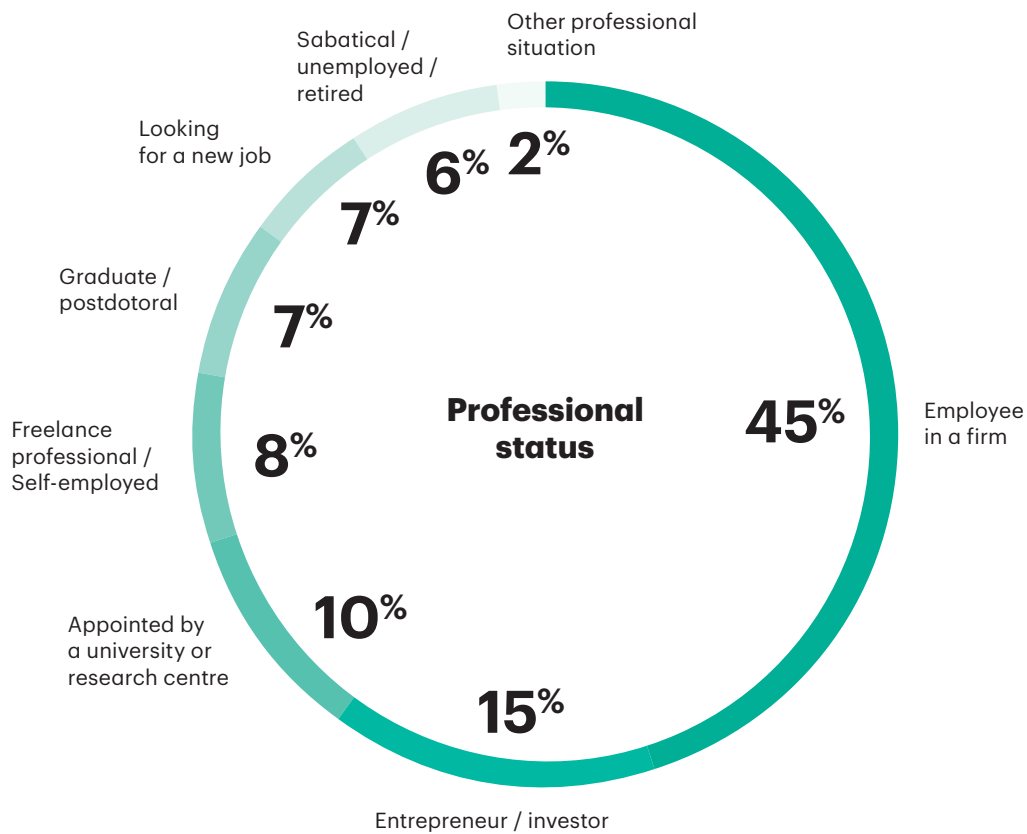 Other professional
situation
2%
Sabatical /
unemployed /
retired
6%
Looking
for a new job
7%
Graduate /
postdotoral
7%
Freelance
professional /
Self-employed
8%
Appointed by
a university or
research centre
10%
Entrepreneur / investor
15%
Employee
in a firm
45%
Professional
status